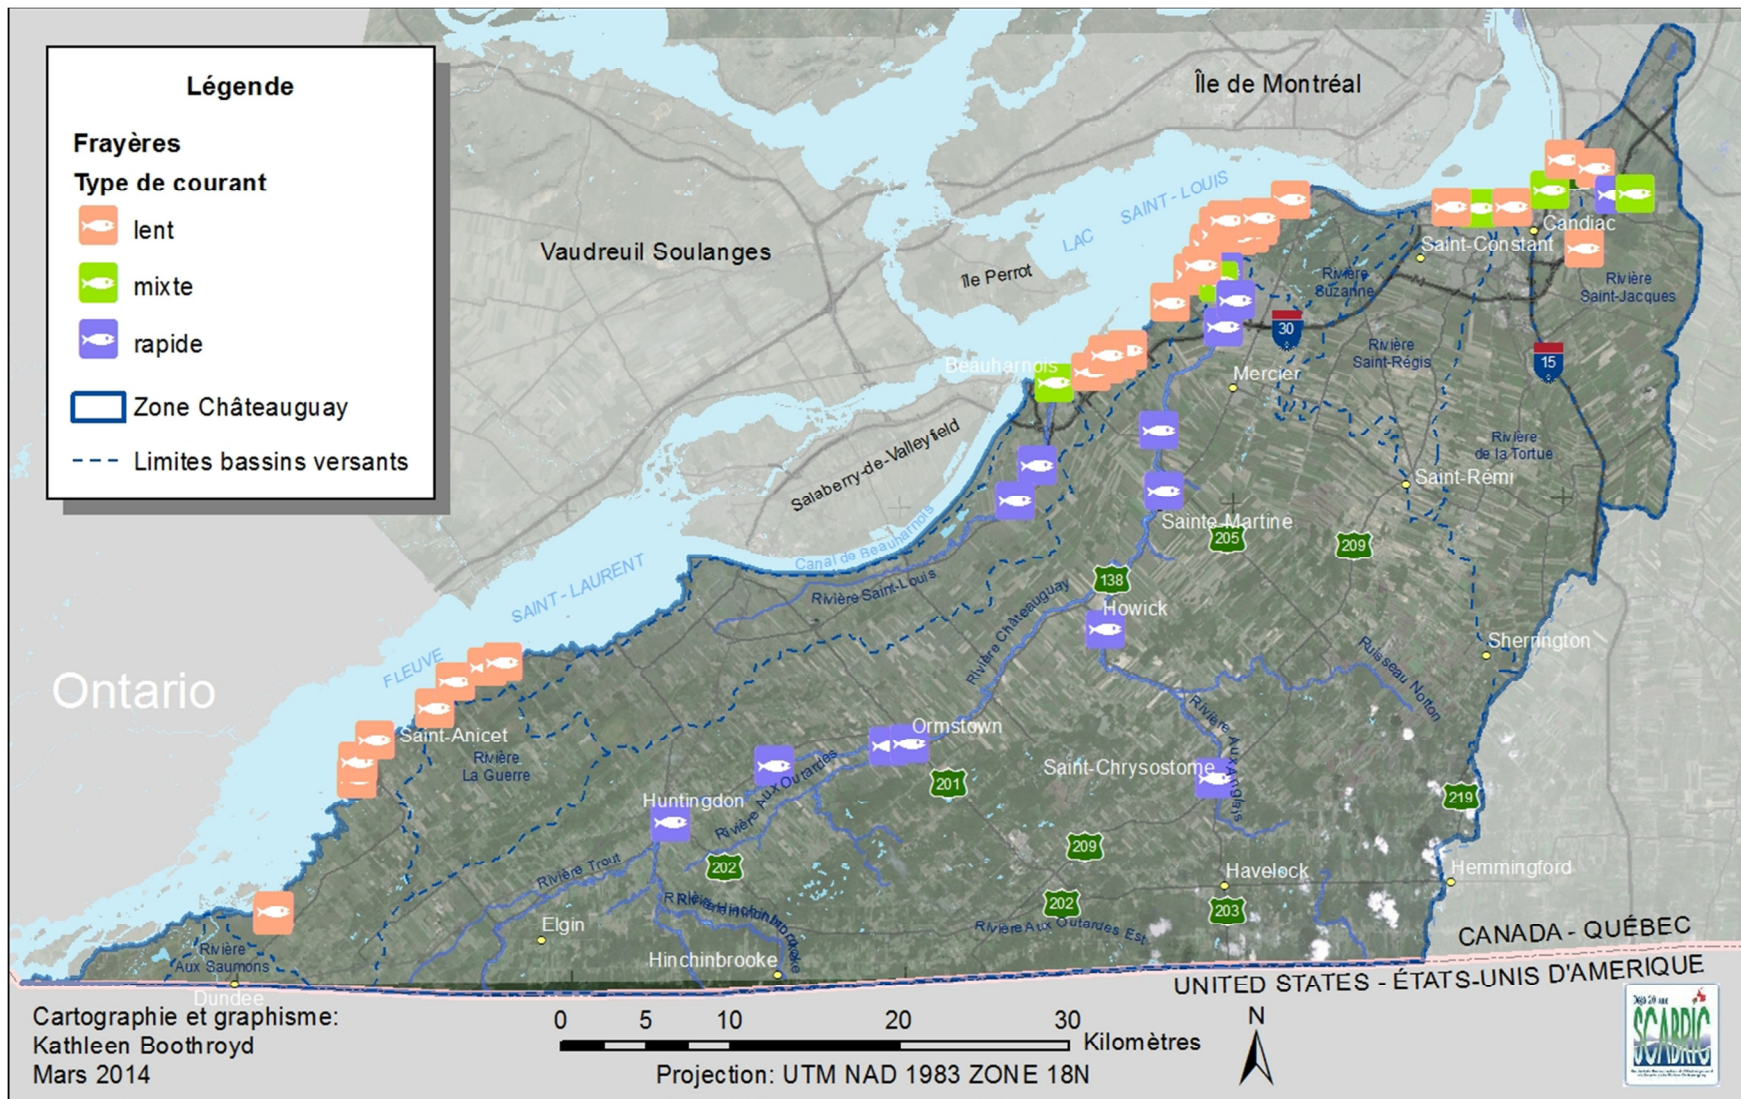 Légende
Frayères
Type de courant
lent
mixte
rapide
Zone Châteauguay
Limites bassins versants
Île de Montréal
Vaudreuil Soulanges
île Perrot
LAC SAINT-LOUIS
Candiac
Saint-Constant
Rivière
Suzanne
Rivière
Saint-Jacques
30
Rivière
Saint-Régis
15
Beauharnois
Mercier
Salaberry-de-Valleyfield
Rivière
de la Tortue
Saint-Rémi
Canal de Beauharnois
Sainte-Martine
205
209
FLEUVE SAINT-LAURENT
Rivière Saint-Louis
138
Howick
Rivière Châteauguay
Sherrington
Ruisseau Norton
Ontario
Saint-Anicet
Rivière
La Guerre
Ormstown
Rivière Aux Anglais
Saint-Chrysostome
201
219
Huntingdon
Rivière Aux Outardes
209
202
Rivière Trout
Havelock
Hemmingford
202
203
Rivière Aux Outardes Est
Elgin
Hinchinbrooke
Rivière
Aux Saumons
Dundee
CANADA - QUÉBEC
UNITED STATES - ÉTATS-UNIS D'AMERIQUE
Cartographie et graphisme:
Kathleen Boothroyd
Mars 2014
0 5 10 20 30
Kilomètres
Projection: UTM NAD 1983 ZONE 18N
N
Déjà 20 ans
SCABRIC